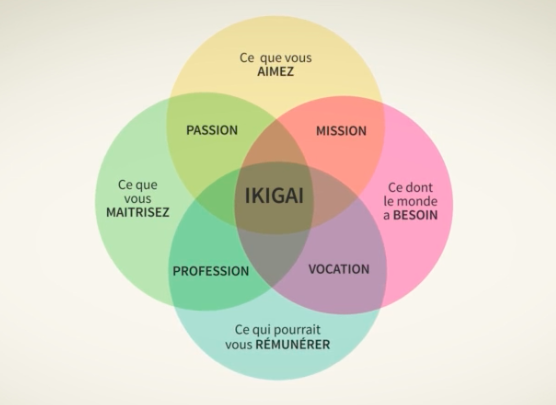 Ce que vous
AIMEZ
PASSION
MISSION
Ce que
vous
MAITRISEZ
IKIGAI
Ce dont
le monde
a BESOIN
PROFESSION
VOCATION
Ce qui pourrait
vous RÉMUNÉRER